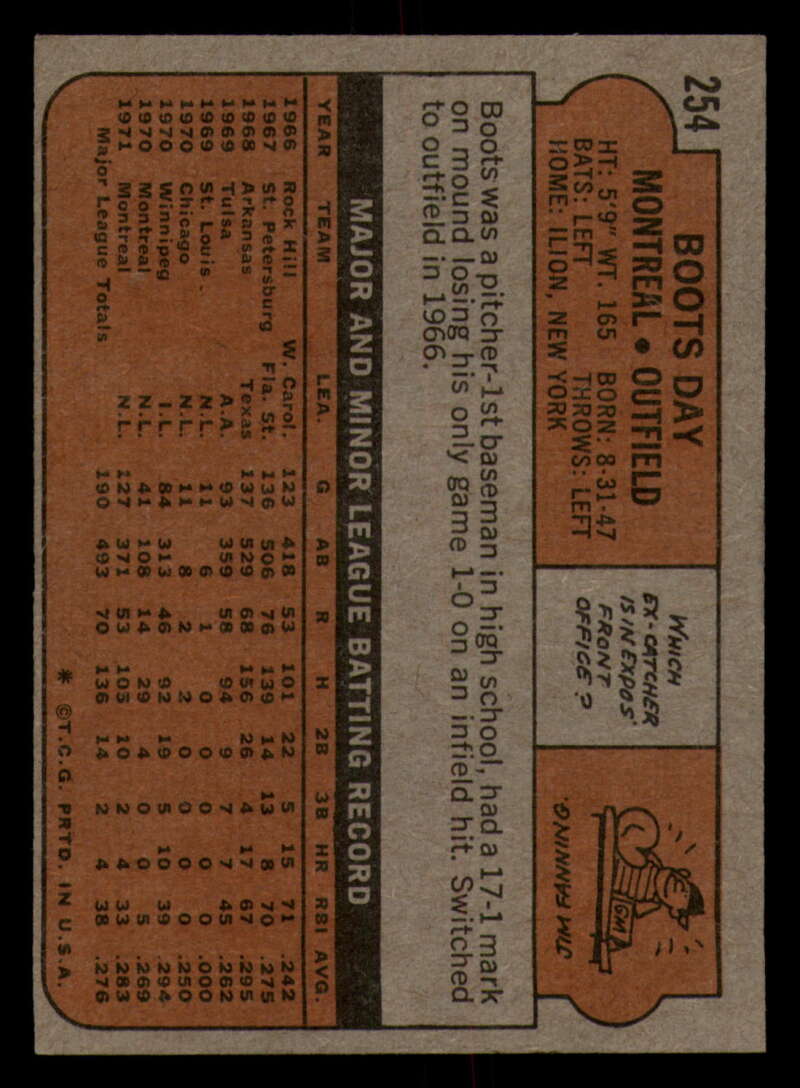 254
BOOTS DAY
MONTREAL • OUTFIELD
HT: 5'9" WT. 165 BORN: 8-31-47
BATS: LEFT THROWS: LEFT
HOME: ILION, NEW YORK
WHICH
EX-CATCHER
IS IN EXPOS'
FRONT
OFFICE?
GM
JIM FANNING.
Boots was a pitcher-1st baseman in high school, had a 17-1 mark
on mound losing his only game 1-0 on an infield hit. Switched
to outfield in 1966.
MAJOR AND MINOR LEAGUE BATTING RECORD
YEAR TEAM LEA. G AB R H 2B 3B HR RBI AVG.
1966 Rock Hill W. Carol. 123 418 53 101 22 5 15 71 .242
1967 St. Petersburg Fla. St. 136 506 76 139 14 13 8 70 .275
1968 Arkansas Texas 137 529 68 156 26 4 17 67 .295
1969 Tulsa A.A. 93 359 58 94 9 7 7 45 .262
1969 St. Louis N.L. 11 6 1 0 0 0 0 0 .000
1970 Chicago N.L. 11 8 2 2 0 0 0 0 .250
1970 Winnipeg I.L. 84 313 46 92 19 5 10 39 .294
1970 Montreal N.L. 41 108 14 29 4 0 0 5 .269
1971 Montreal N.L. 127 371 53 105 10 2 4 33 .283
Major League Totals 190 493 70 136 14 2 4 38 .276
* ©T.C.G. PRTD. IN U.S.A.